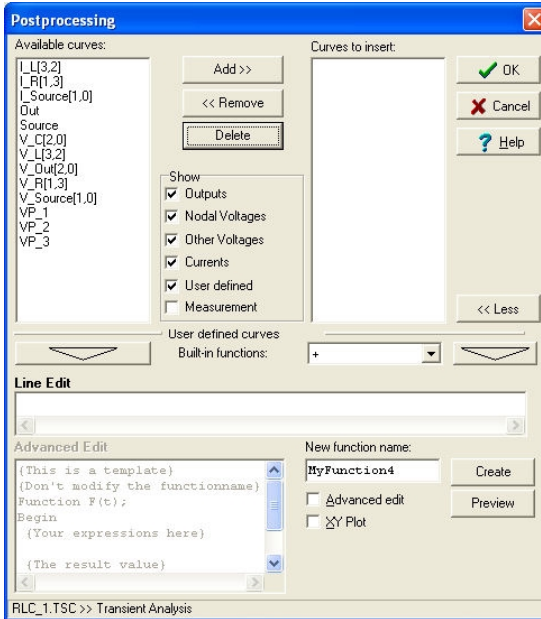 Postprocessing
Available curves:
Curves to insert:
I_L[3,2]
I_R[1,3]
I_Source[1,0]
Out
Source
V_C[2,0]
V_L[3,2]
V_Out[2,0]
V_R[1,3]
V_Source[1,0]
VP_1
VP_2
VP_3
Add >>
<< Remove
Delete
Show
Outputs
Nodal Voltages
Other Voltages
Currents
User defined
Measurement
OK
Cancel
Help
<< Less
User defined curves
Built-in functions:
+
Line Edit
Advanced Edit
{This is a template}
{Don't modify the functionname}
Function F(t);
Begin
{Your expressions here}
{The result value}
New function name:
MyFunction4
Advanced edit
XY Plot
Create
Preview
RLC_1.TSC >> Transient Analysis